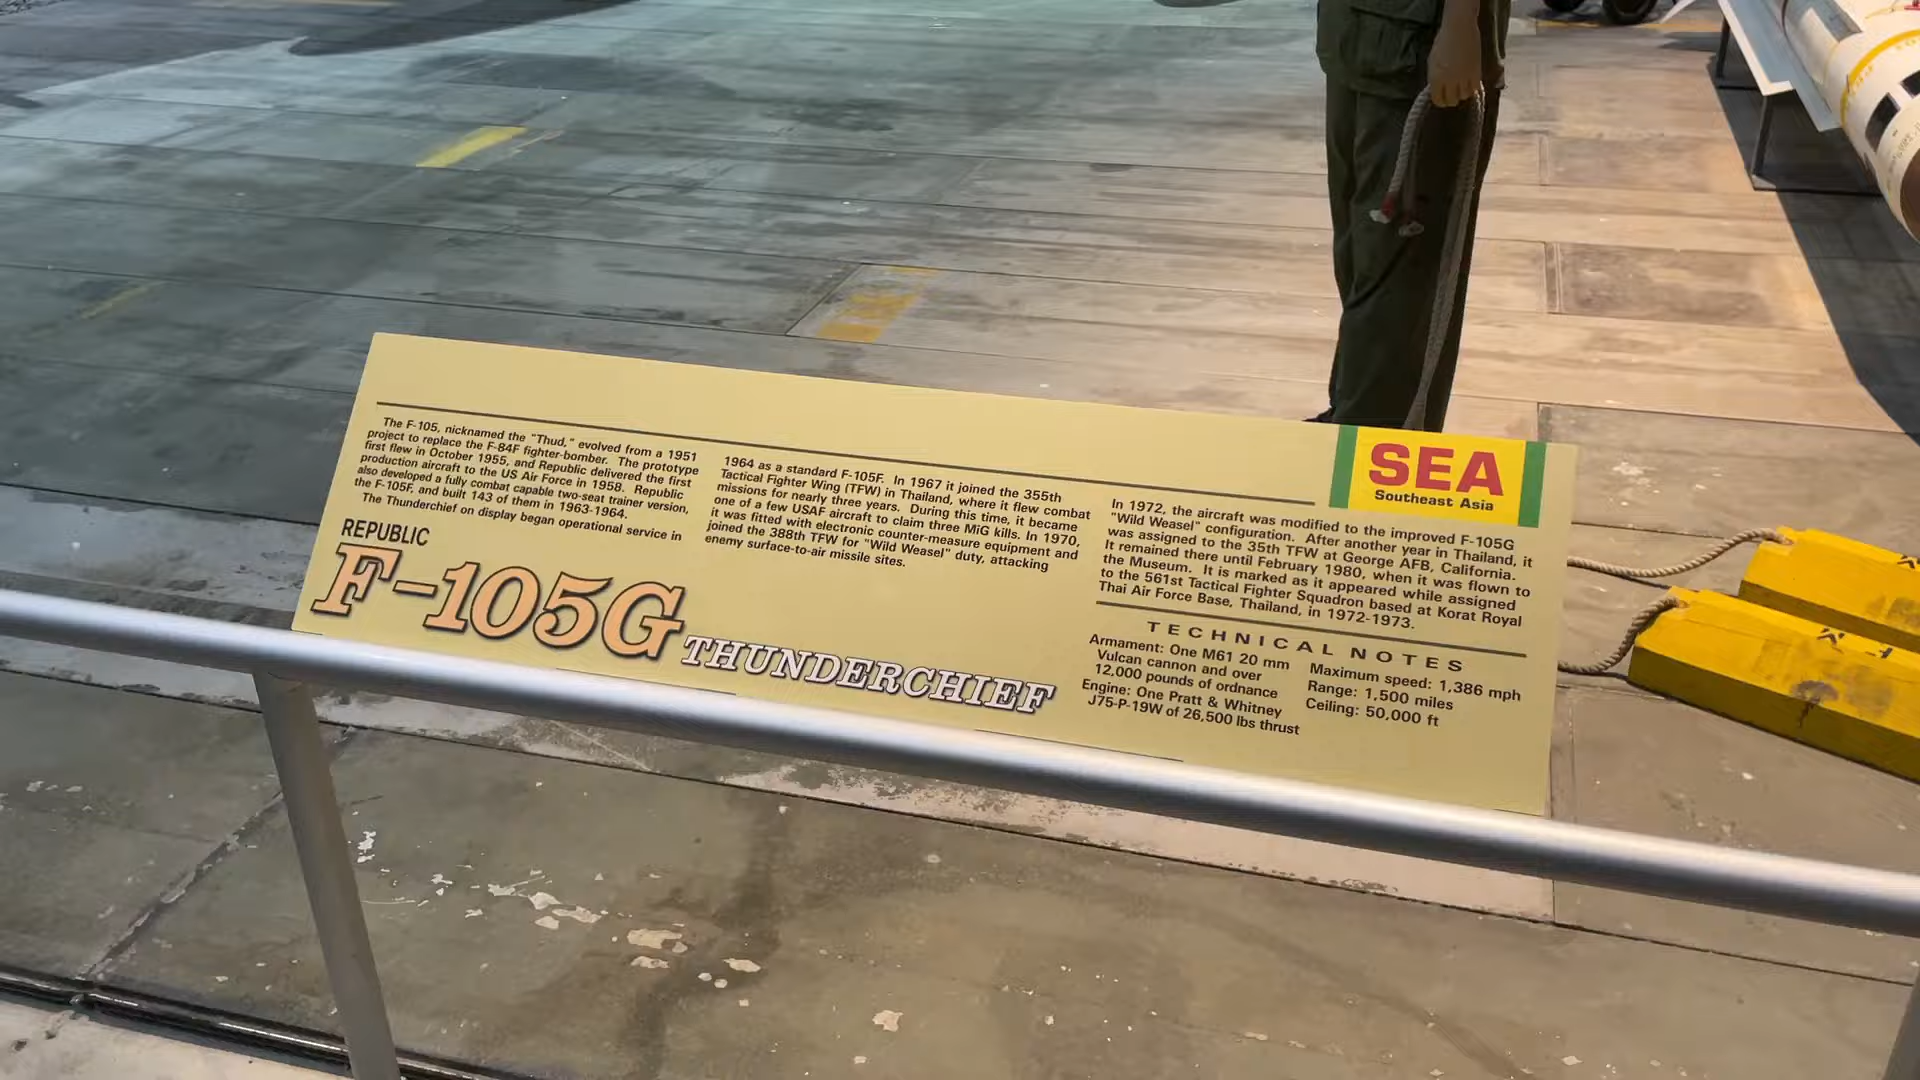 The F-105, nicknamed the "Thud," evolved from a 1951
project to replace the F-84F fighter-bomber. The prototype
first flew in October 1955, and Republic delivered the first
production aircraft to the US Air Force in 1958. Republic
also developed a fully combat capable two-seat trainer version,
the F-105F, and built 143 of them in 1963-1964.
The Thunderchief on display began operational service in
1964 as a standard F-105F. In 1967 it joined the 355th
Tactical Fighter Wing (TFW) in Thailand, where it flew combat
missions for nearly three years. During this time, it became
one of a few USAF aircraft to claim three MiG kills. In 1970,
it was fitted with electronic counter-measure equipment and
joined the 388th TFW for "Wild Weasel" duty, attacking
enemy surface-to-air missile sites.
In 1972, the aircraft was modified to the improved F-105G
"Wild Weasel" configuration. After another year in Thailand, it
was assigned to the 35th TFW at George AFB, California.
It remained there until February 1980, when it was flown to
the Museum. It is marked as it appeared while assigned
to the 561st Tactical Fighter Squadron based at Korat Royal
Thai Air Force Base, Thailand, in 1972-1973.
SEA
Southeast Asia
REPUBLIC
F-105G
THUNDERCHIEF
TECHNICAL NOTES
Armament: One M61 20 mm
Vulcan cannon and over
12,000 pounds of ordnance
Engine: One Pratt & Whitney
J75-P-19W of 26,500 lbs thrust
Maximum speed: 1,386 mph
Range: 1,500 miles
Ceiling: 50,000 ft